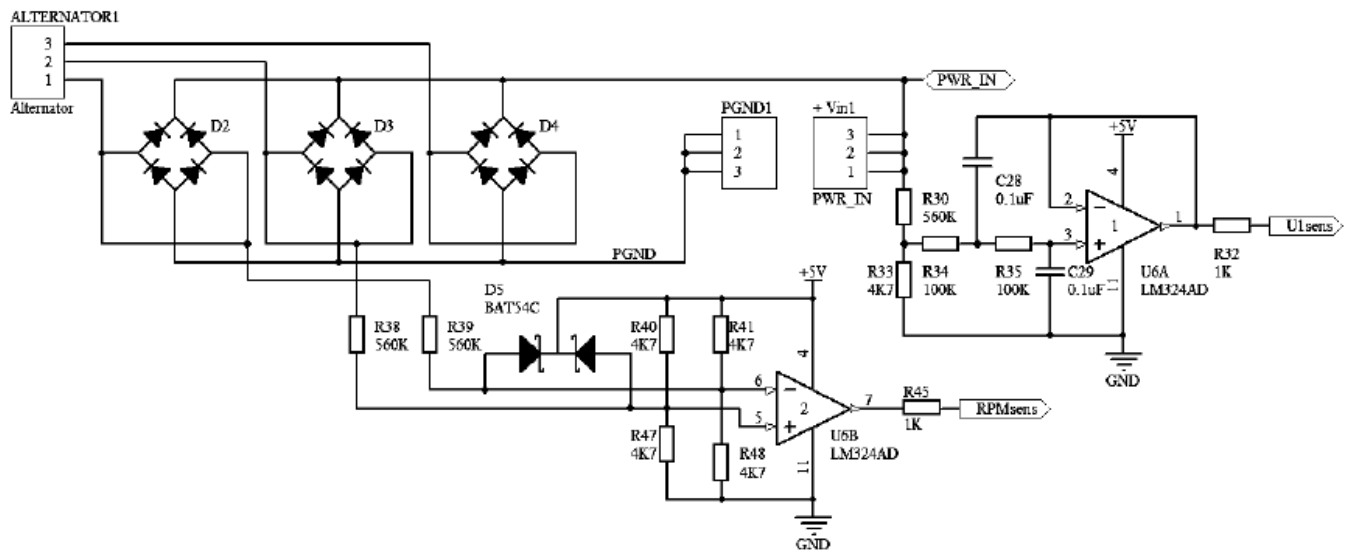 ALTERNATOR1
3
2
1
Alternator
D2
D3
D4
PGND1
1
2
3
+ Vin1
3
2
1
PWR_IN
PWR_IN
PGND
R30
560K
R33
4K7
R34
100K
R35
100K
C28
0.1uF
C29
0.1uF
+5V
4
2
3
1
1
11
U6A
LM324AD
R32
1K
U1sens
GND
D5
BAT54C
R38
560K
R39
560K
R40
4K7
R41
4K7
+5V
4
6
5
2
7
11
R47
4K7
R48
4K7
U6B
LM324AD
R45
1K
RPMsens
GND